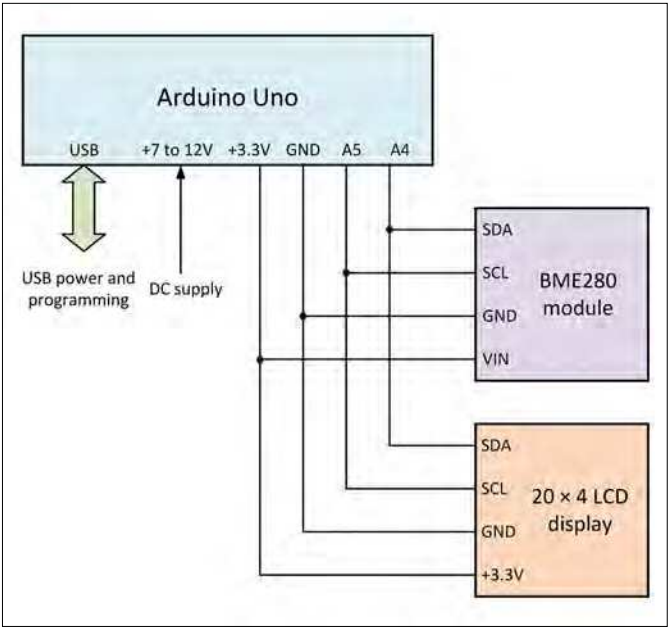 Arduino Uno
USB
+7 to 12V
+3.3V
GND
A5
A4
USB power and
programming
DC supply
SDA
SCL
GND
VIN
BME280
module
SDA
SCL
GND
+3.3V
20 × 4 LCD
display